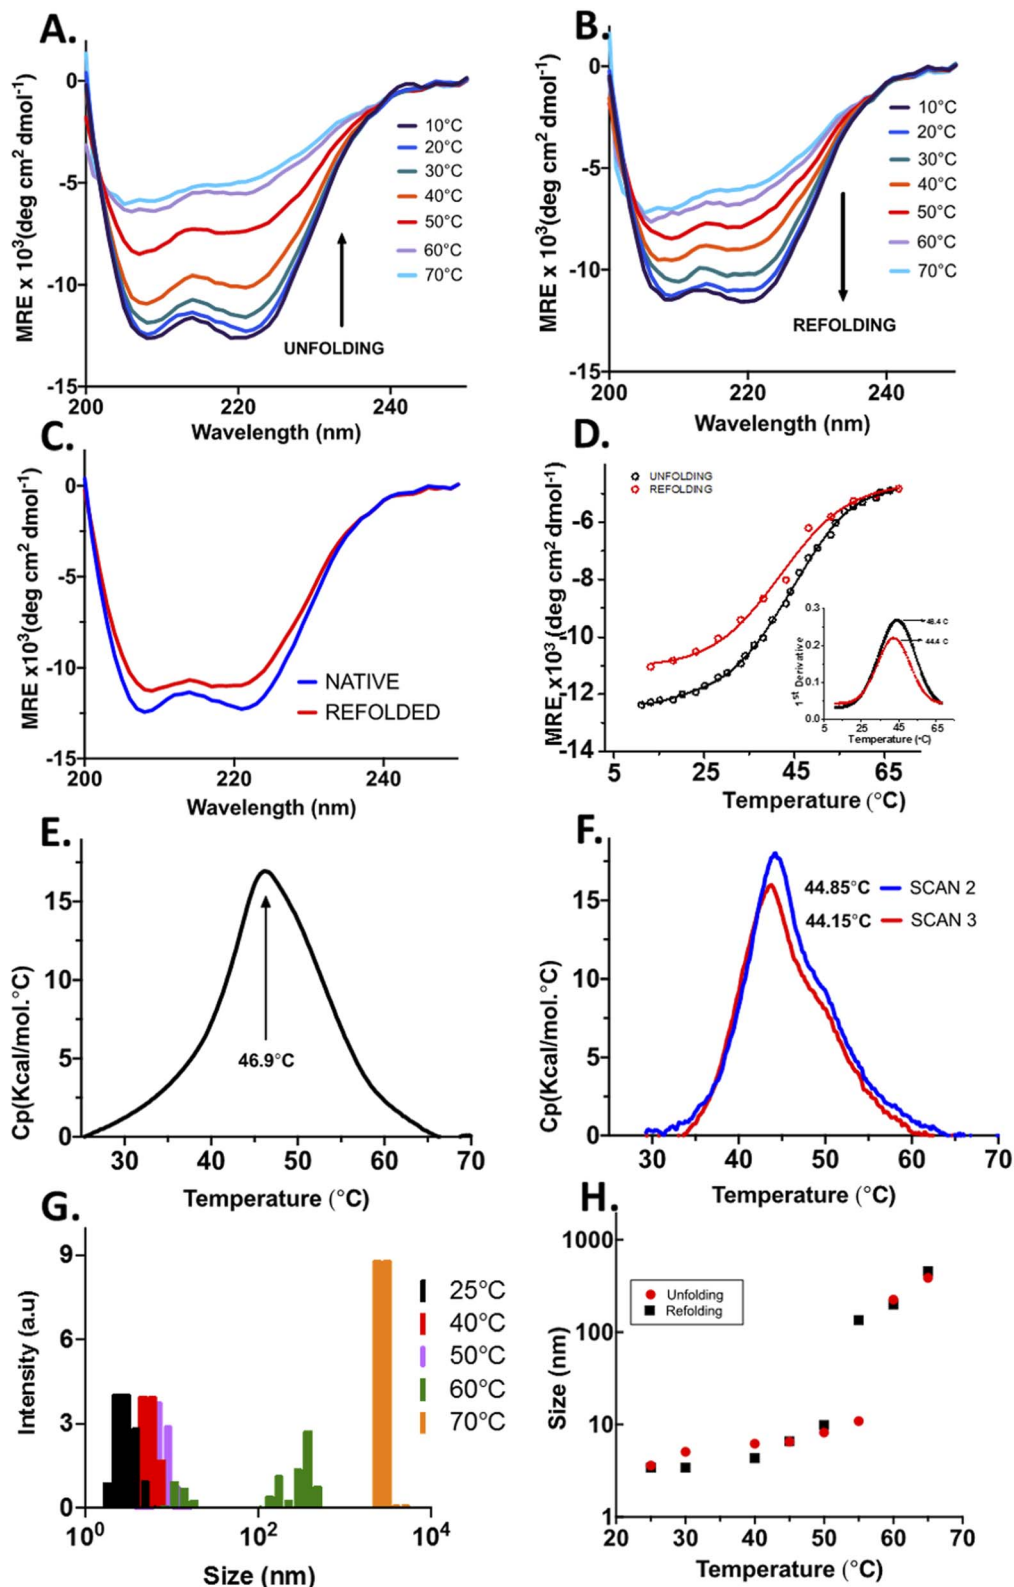 A.
MRE x 10³(deg cm² dmol⁻¹)
0
-5
-10
-15
200
220
240
Wavelength (nm)
10°C
20°C
30°C
40°C
50°C
60°C
70°C
UNFOLDING
B.
MRE x 10³(deg cm² dmol⁻¹)
0
-5
-10
-15
200
220
240
Wavelength (nm)
10°C
20°C
30°C
40°C
50°C
60°C
70°C
REFOLDING
C.
MRE x10³(deg cm² dmol⁻¹)
0
-5
-10
-15
200
220
240
Wavelength (nm)
NATIVE
REFOLDED
D.
MRE x10³(deg cm² dmol⁻¹)
-6
-8
-10
-12
-14
5
25
45
65
Temperature (°C)
UNFOLDING
REFOLDING
1st Derivative
0.3
0.2
0.1
0.0
5
25
45
65
Temperature (°C)
44.4 C
E.
Cp(Kcal/mol.°C)
15
10
5
0
30
40
50
60
70
Temperature (°C)
46.9°C
F.
Cp(Kcal/mol.°C)
15
10
5
0
30
40
50
60
70
Temperature (°C)
44.85°C SCAN 2
44.15°C SCAN 3
G.
Intensity (a.u)
9
6
3
0
10⁰
10²
10⁴
Size (nm)
25°C
40°C
50°C
60°C
70°C
H.
Size (nm)
1000
100
10
1
20
30
40
50
60
70
Temperature (°C)
Unfolding
Refolding